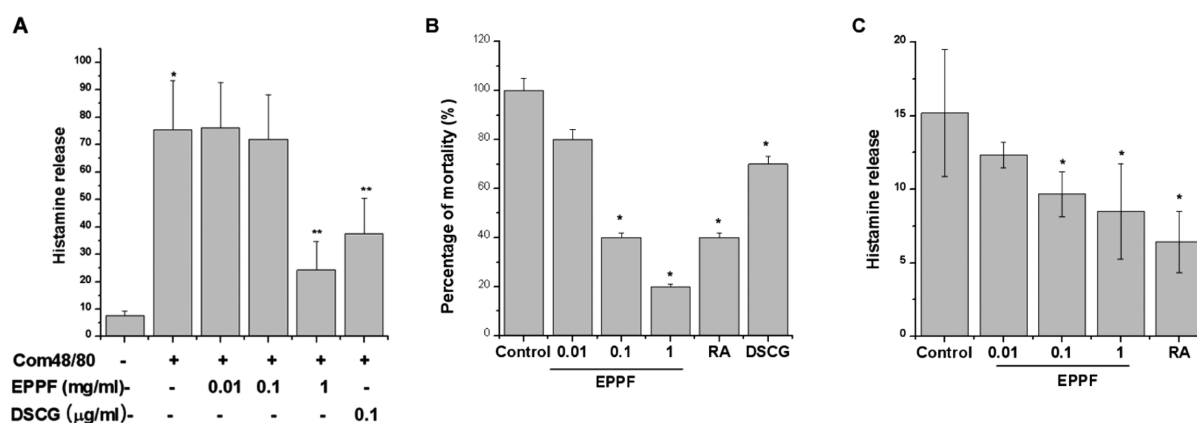 A
Histamine release
100
90
80
70
60
50
40
30
20
10
0
*
**
**
Com48/80 - + + + + +
EPPF (mg/ml)- - 0.01 0.1 1 -
DSCG (μg/ml)- - - - - 0.1
B
Percentage of mortality (%)
120
100
80
60
40
20
0
*
*
*
*
Control 0.01 0.1 1 RA DSCG
EPPF
C
Histamine release
20
15
10
5
0
*
*
*
Control 0.01 0.1 1 RA
EPPF